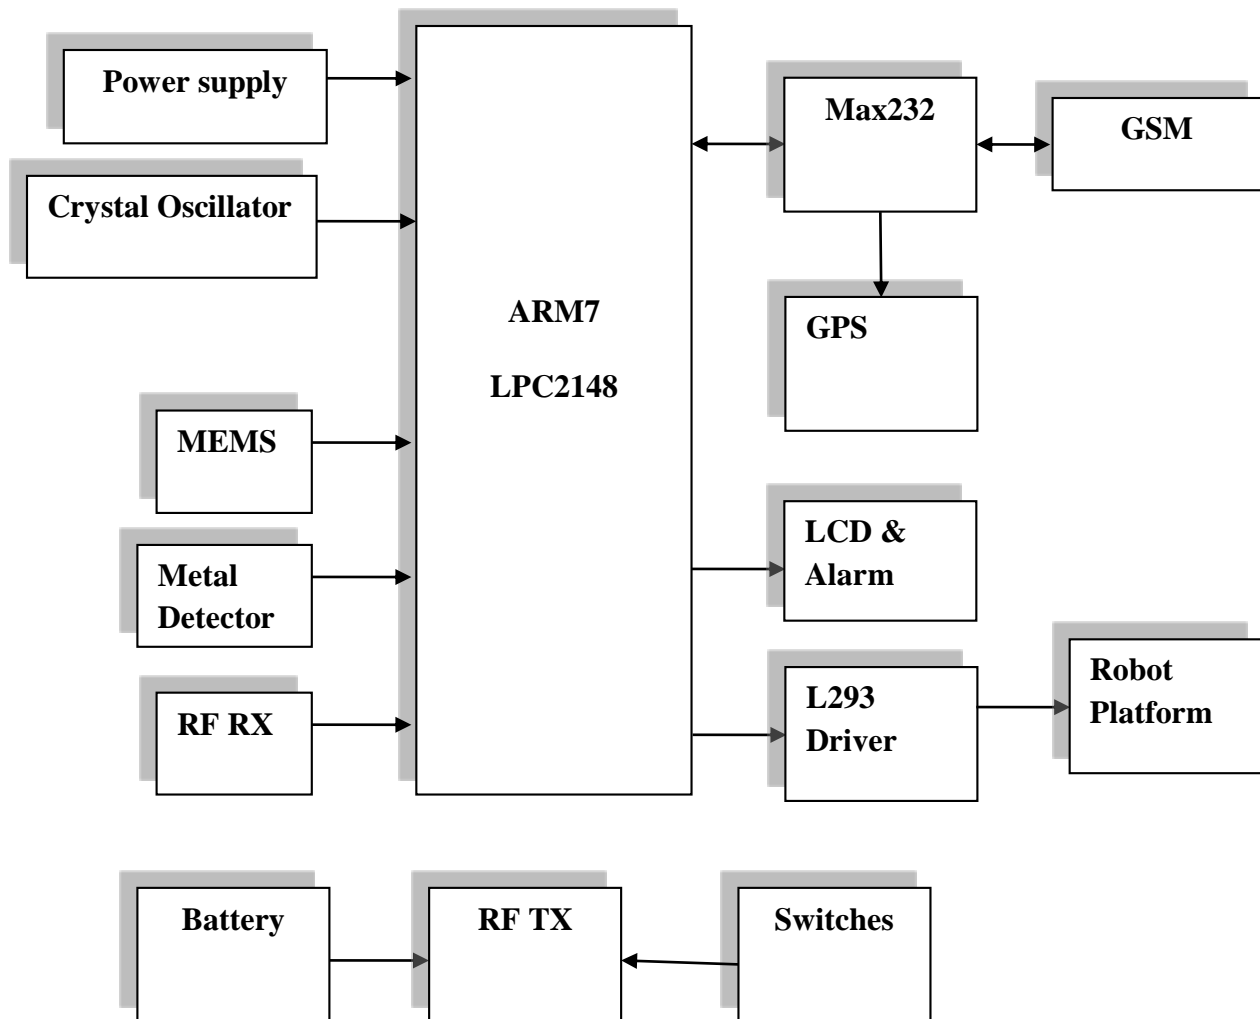 Power supply
Crystal Oscillator
MEMS
Metal
Detector
RF RX
ARM7
LPC2148
Max232
GSM
GPS
LCD &
Alarm
L293
Driver
Robot
Platform
Battery
RF TX
Switches